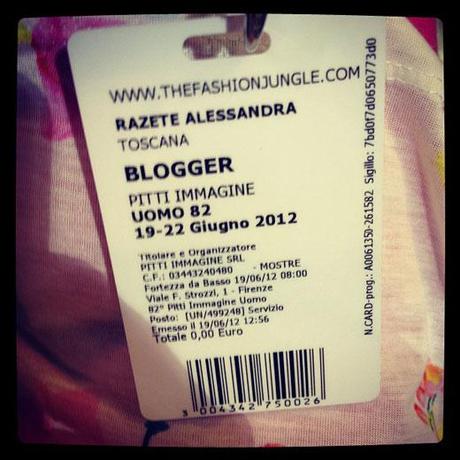 WWW.THEFASHIONJUNGLE.COM
RAZETE ALESSANDRA
TOSCANA
BLOGGER
PITTI IMMAGINE
UOMO 82
19-22 Giugno 2012
Titolare e Organizzatore
PITTI IMMAGINE SRL
C.F.: 03443240480 - MOSTRE
Fortezza da Basso 19/06/12 08:00
Viale F. Strozzi, 1 - Firenze
82° Pitti Immagine Uomo
Posto: [UN/499248] Servizio
Emesso il 19/06/12 12:56
Totale 0,00 Euro
3 004342 750026
N.CARD-prog.: A006135D-261582 Sigillo: 7bd0f7d0650773d0